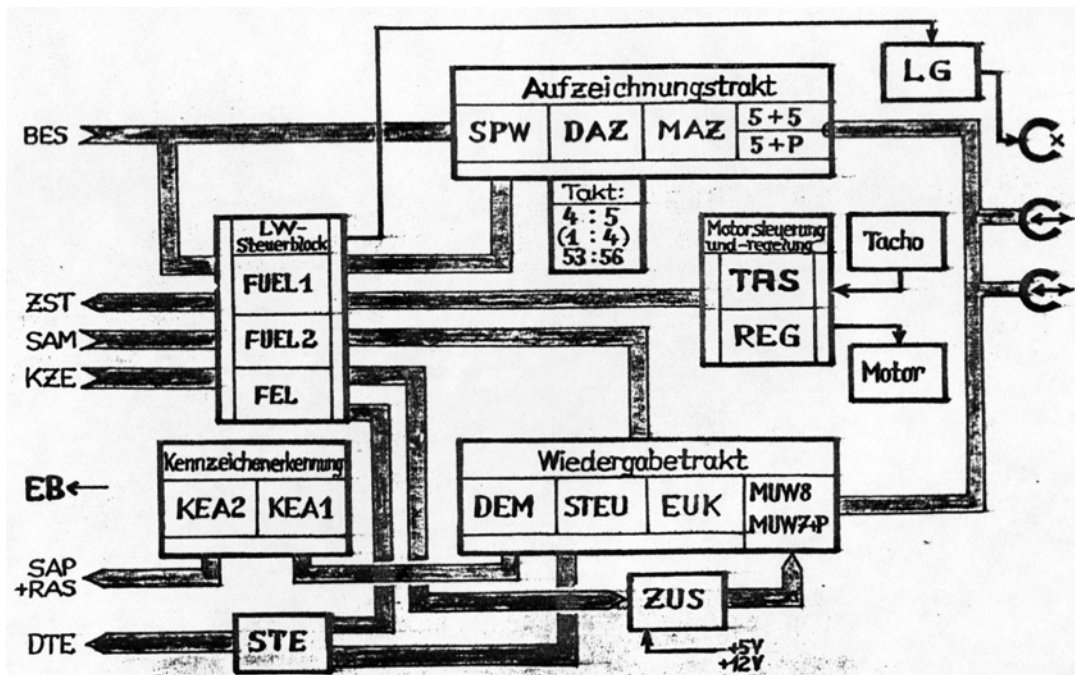 LG
Aufzeichnungstrakt
BES
SPW
DAZ
MAZ
5+5
5+P
x
Takt:
4 : 5
(1 : 4)
53:56
LW-
Steuerblock
Motorsteuerung
und-regelung
Tacho
FUEL1
TAS
ZST
SAM
FUEL2
REG
KZE
FEL
Motor
Kennzeichenerkennung
Wiedergabetrakt
EB
KEA2
KEA1
DEM
STEU
EUK
MUW8
MUW7+P
SAP
+RAS
ZUS
DTE
STE
+5V
+12V